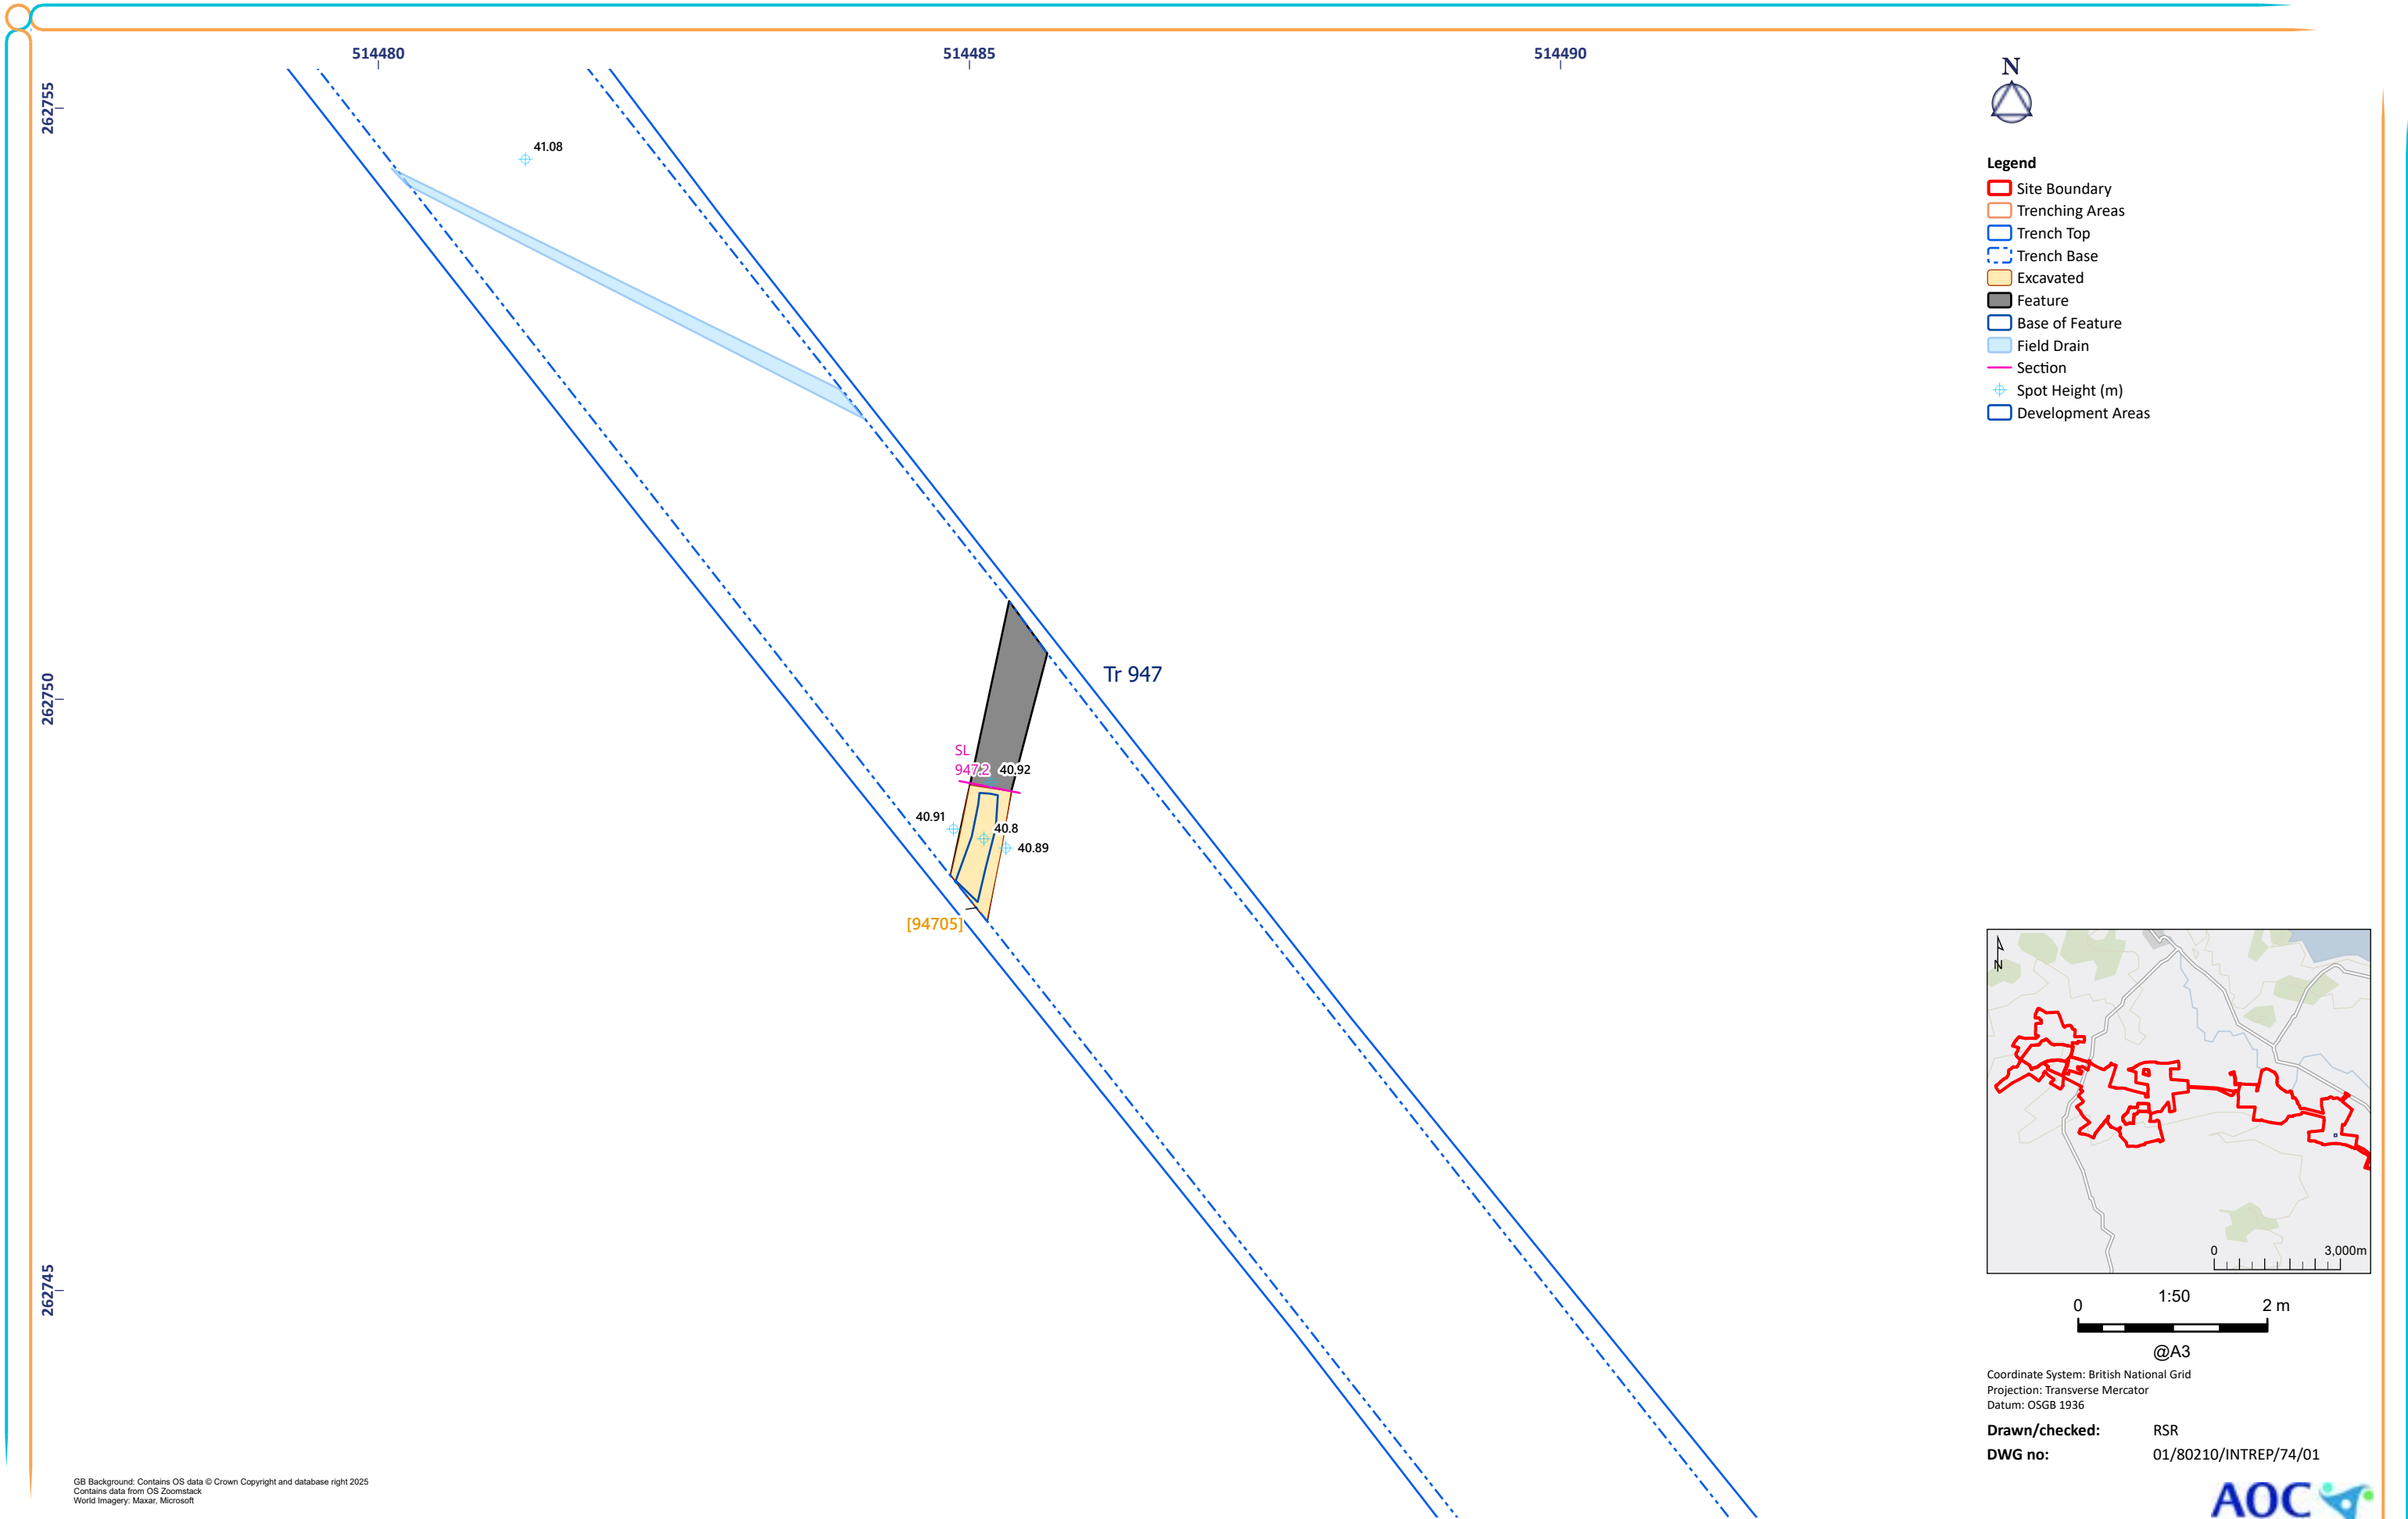 514480
514485
514490
262755
262750
262745
41.08
Tr 947
SL
947.2
40.92
40.91
40.8
40.89
[94705]
N
Legend
Site Boundary
Trenching Areas
Trench Top
Trench Base
Excavated
Feature
Base of Feature
Field Drain
Section
Spot Height (m)
Development Areas
N
0
3,000m
1:50
0
2 m
@A3
Coordinate System: British National Grid
Projection: Transverse Mercator
Datum: OSGB 1936
Drawn/checked: RSR
DWG no: 01/80210/INTREP/74/01
AOC
GB Background: Contains OS data © Crown Copyright and database right 2025
Contains data from OS Zoomstack
World Imagery: Maxar, Microsoft